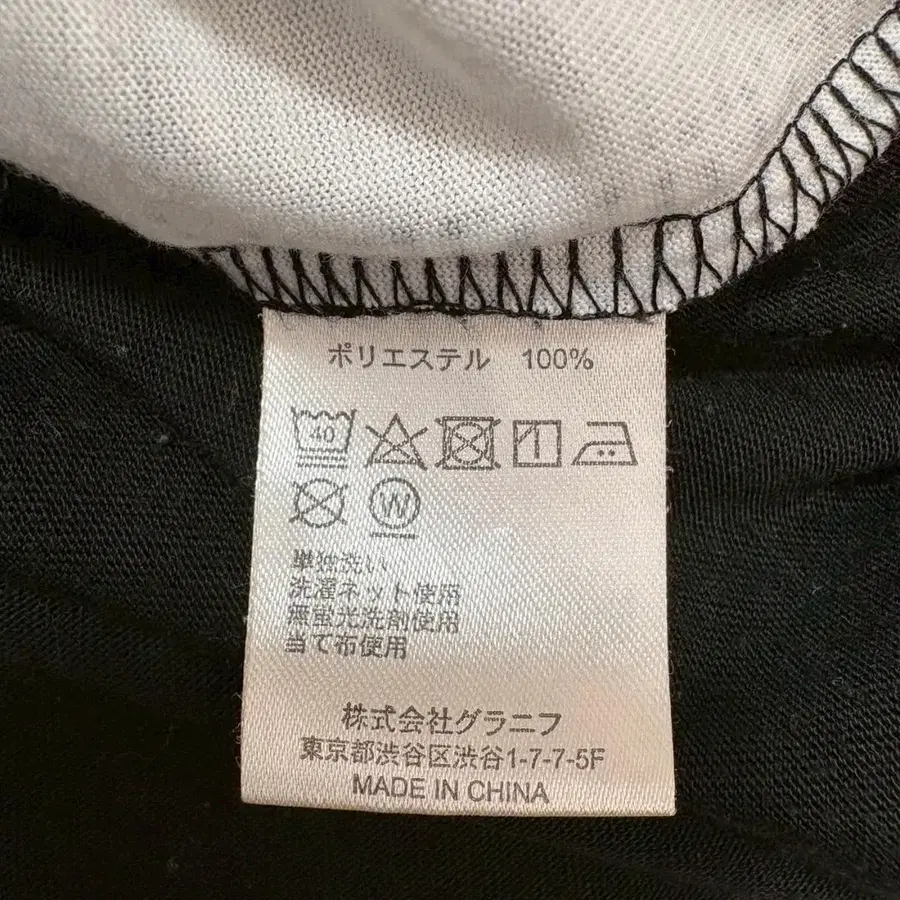 ポリエステル 100%
40
W
単独洗い
洗濯ネット使用
無蛍光洗剤使用
当て布使用
株式会社グラニフ
東京都渋谷区渋谷1-7-7-5F
MADE IN CHINA